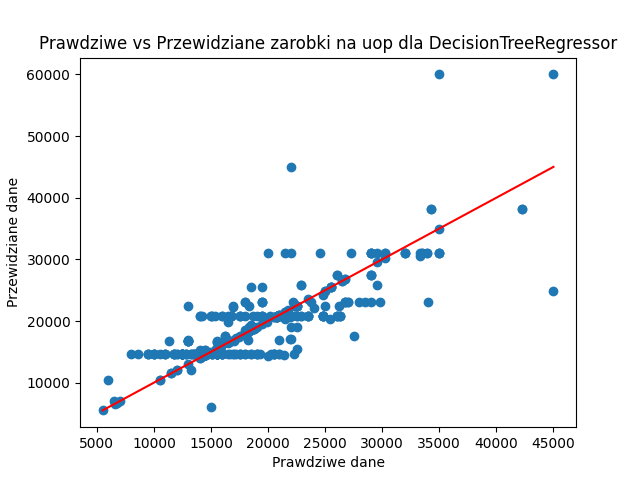 Prawdziwe vs Przewidziane zarobki na uop dla DecisionTreeRegressor
60000
50000
40000
30000
20000
10000
Przewidziane dane
5000 10000 15000 20000 25000 30000 35000 40000 45000
Prawdziwe dane